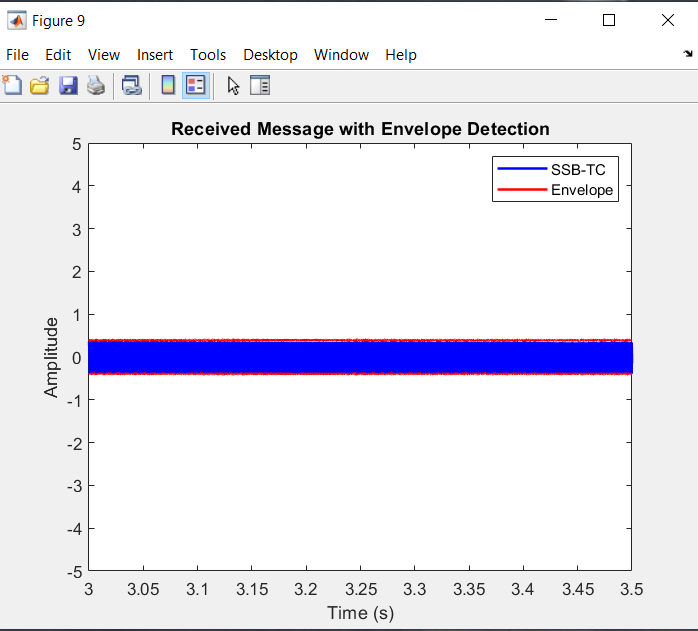 Figure 9
File Edit View Insert Tools Desktop Window Help
Received Message with Envelope Detection
SSB-TC
Envelope
5
4
3
2
1
0
-1
-2
-3
-4
-5
Amplitude
3 3.05 3.1 3.15 3.2 3.25 3.3 3.35 3.4 3.45 3.5
Time (s)